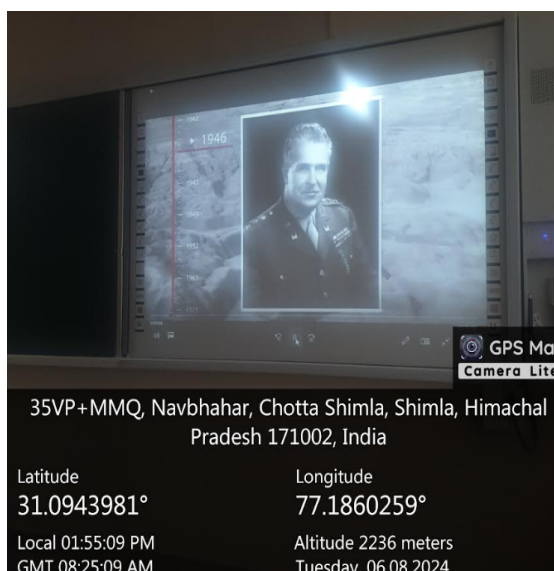 1946
GPS Ma
Camera Lite
35VP+MMQ, Navbhahar, Chotta Shimla, Shimla, Himachal
Pradesh 171002, India
Latitude
31.0943981°
Longitude
77.1860259°
Local 01:55:09 PM
GMT 08:25:09 AM
Altitude 2236 meters
Tuesday, 06.08.2024